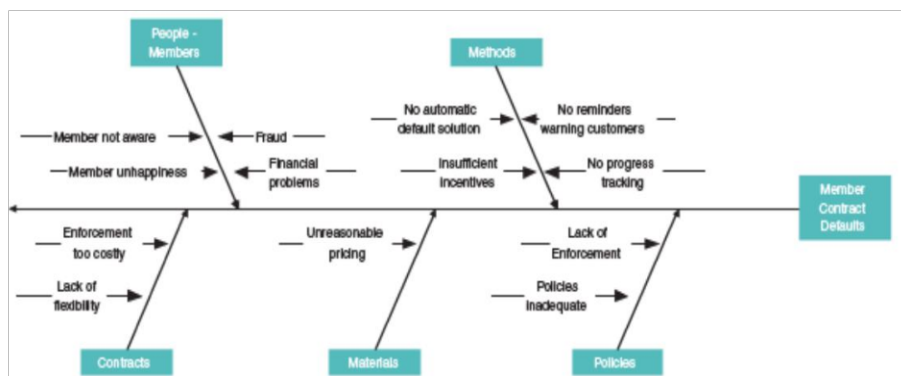 People -
Members
Methods
No automatic
default solution
No reminders
warning customers
Member not aware
Fraud
Member unhappiness
Financial
problems
Insufficient
Incentives
No progress
tracking
Member
Contract
Defaults
Enforcement
too costly
Unreasonable
pricing
Lack of
Enforcement
Lack of
flexibility
Policies
inadequate
Contracts
Materials
Policies